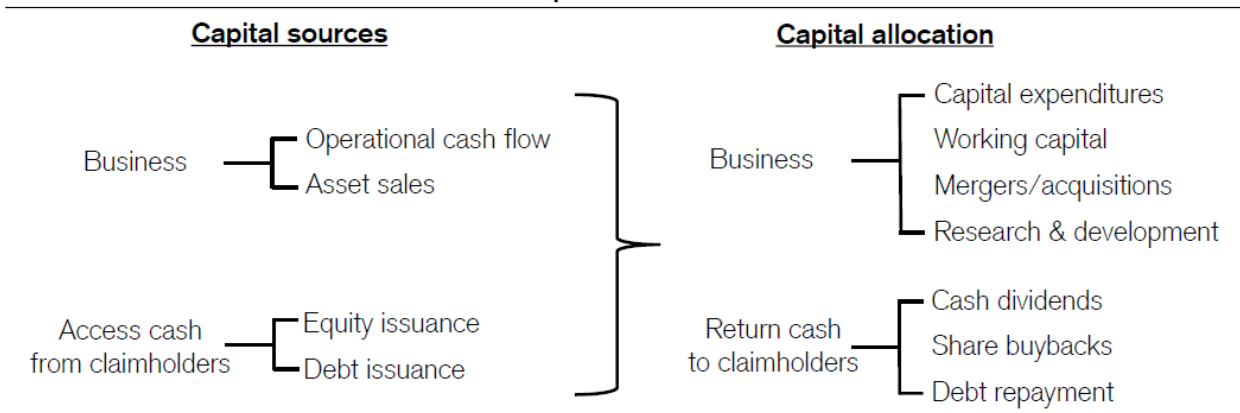 Capital sources
Capital allocation
Business
Operational cash flow
Asset sales
Access cash
from claimholders
Equity issuance
Debt issuance
Business
Capital expenditures
Working capital
Mergers/acquisitions
Research & development
Return cash
to claimholders
Cash dividends
Share buybacks
Debt repayment